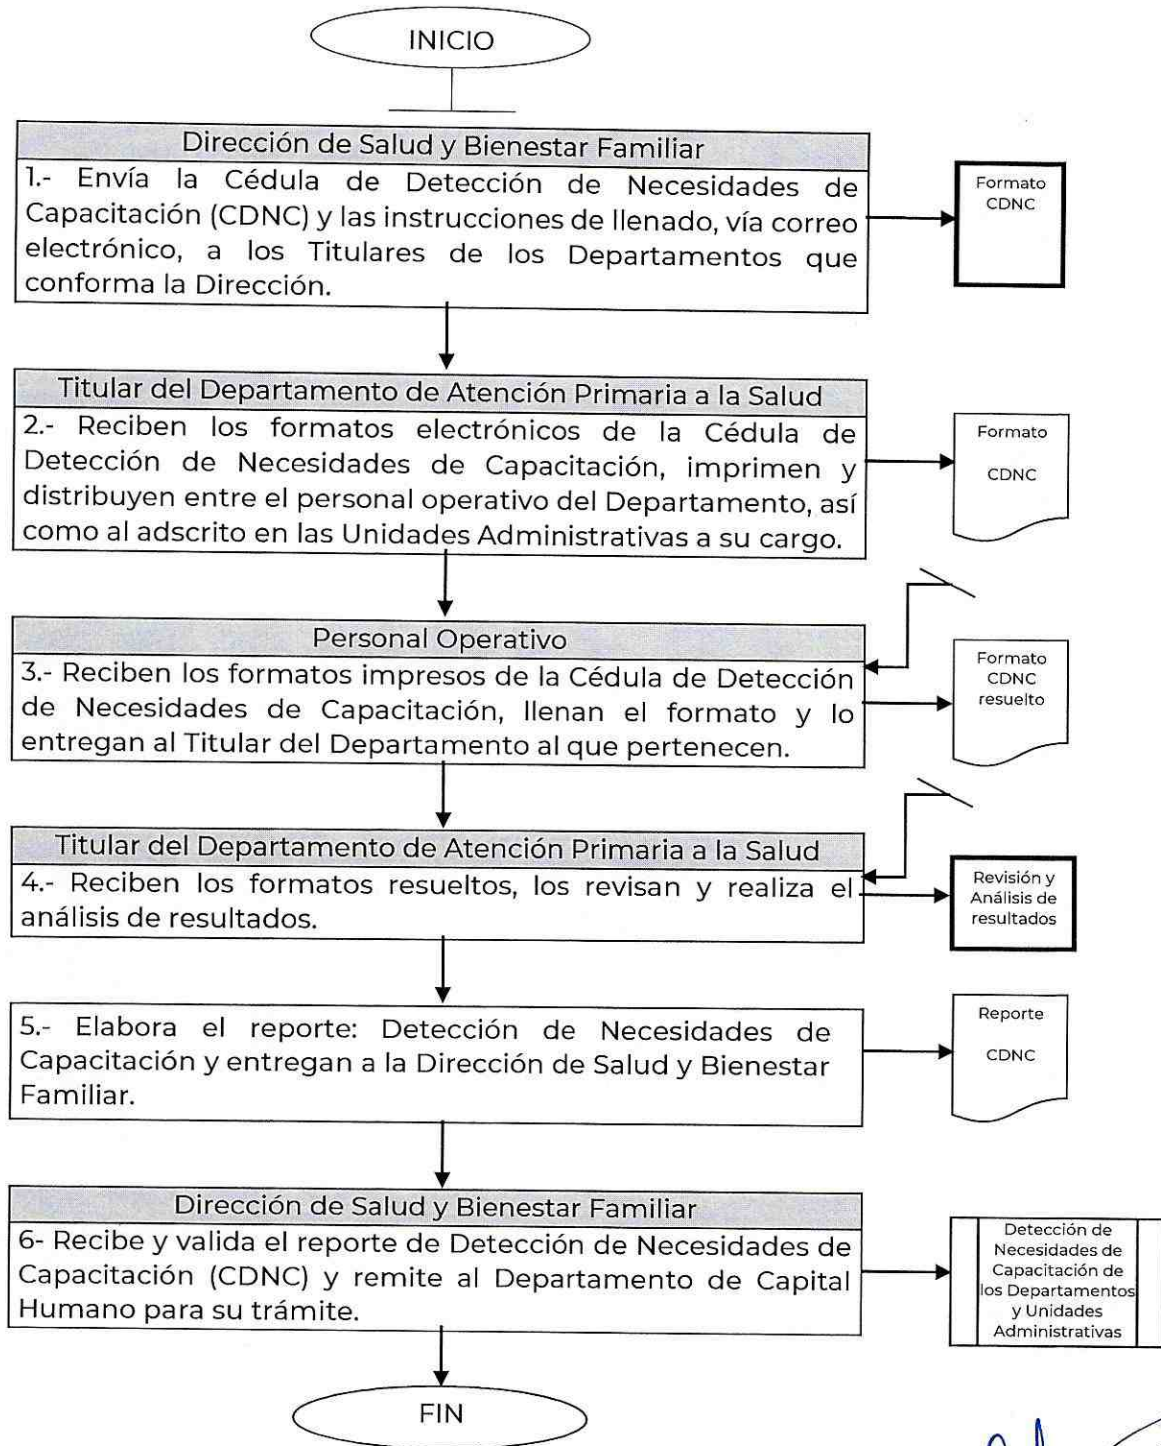 INICIO
Dirección de Salud y Bienestar Familiar
1.- Envía la Cédula de Detección de Necesidades de
Capacitación (CDNC) y las instrucciones de llenado, vía correo
electrónico, a los Titulares de los Departamentos que
conforma la Dirección.
Formato
CDNC
Titular del Departamento de Atención Primaria a la Salud
2.- Reciben los formatos electrónicos de la Cédula de
Detección de Necesidades de Capacitación, imprimen y
distribuyen entre el personal operativo del Departamento, así
como al adscrito en las Unidades Administrativas a su cargo.
Formato
CDNC
Personal Operativo
3.- Reciben los formatos impresos de la Cédula de Detección
de Necesidades de Capacitación, llenan el formato y lo
entregan al Titular del Departamento al que pertenecen.
Formato
CDNC
resuelto
Titular del Departamento de Atención Primaria a la Salud
4.- Reciben los formatos resueltos, los revisan y realiza el
análisis de resultados.
Revisión y
Análisis de
resultados
5.- Elabora el reporte: Detección de Necesidades de
Capacitación y entregan a la Dirección de Salud y Bienestar
Familiar.
Reporte
CDNC
Dirección de Salud y Bienestar Familiar
6- Recibe y valida el reporte de Detección de Necesidades de
Capacitación (CDNC) y remite al Departamento de Capital
Humano para su trámite.
Detección de
Necesidades de
Capacitación de
los Departamentos
y Unidades
Administrativas
FIN